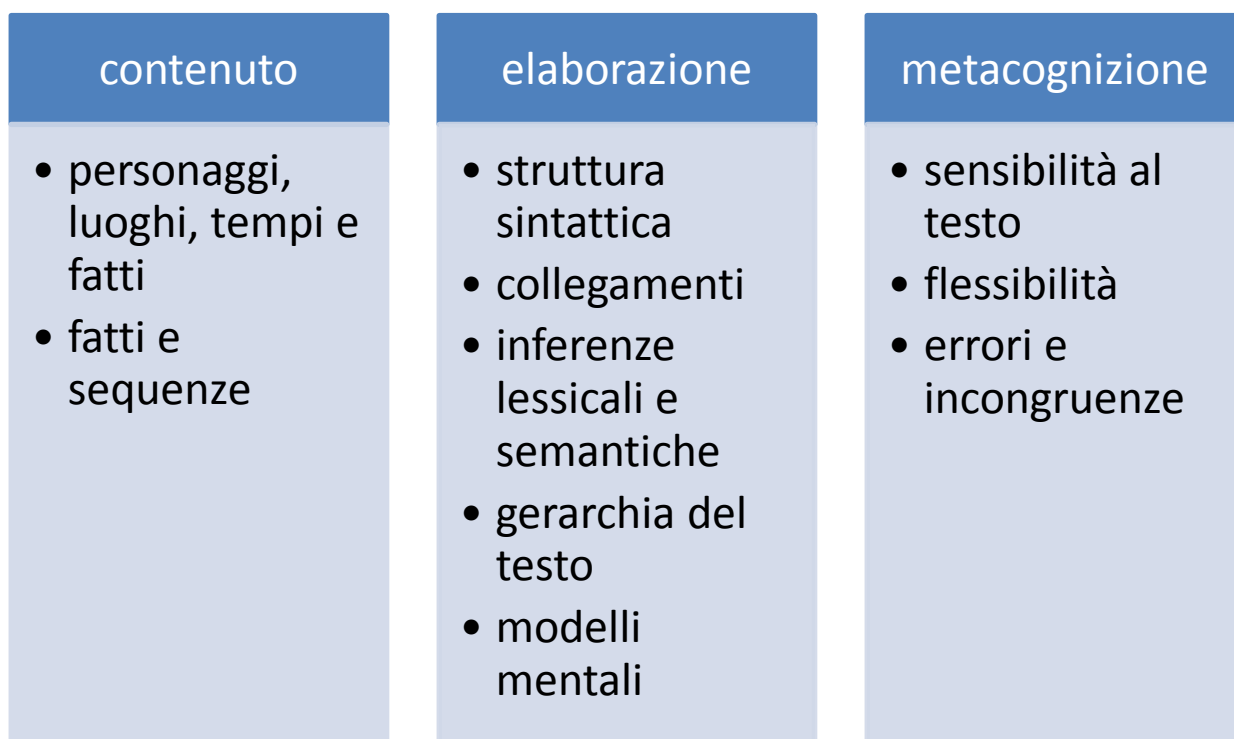 contenuto
• personaggi,
luoghi, tempi e
fatti
• fatti e
sequenze
elaborazione
• struttura
sintattica
• collegamenti
• inferenze
lessicali e
semantiche
• gerarchia del
testo
• modelli
mentali
metacognizione
• sensibilità al
testo
• flessibilità
• errori e
incongruenze